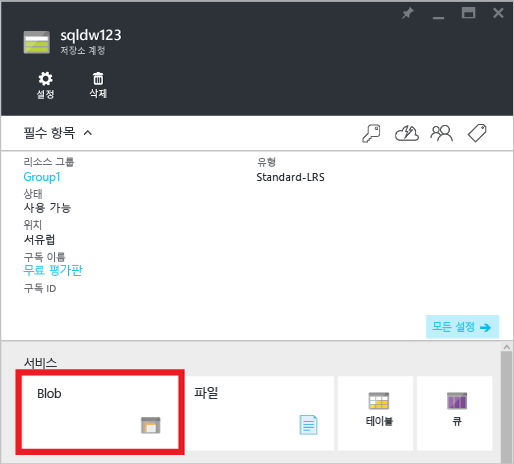 sqldw123
저장소 계정
설정
삭제
필수 항목
리소스 그룹
유형
Group1
Standard-LRS
상태
사용 가능
위치
서유럽
구독 이름
무료 평가판
구독 ID
모든 설정
서비스
Blob
파일
테이블
큐